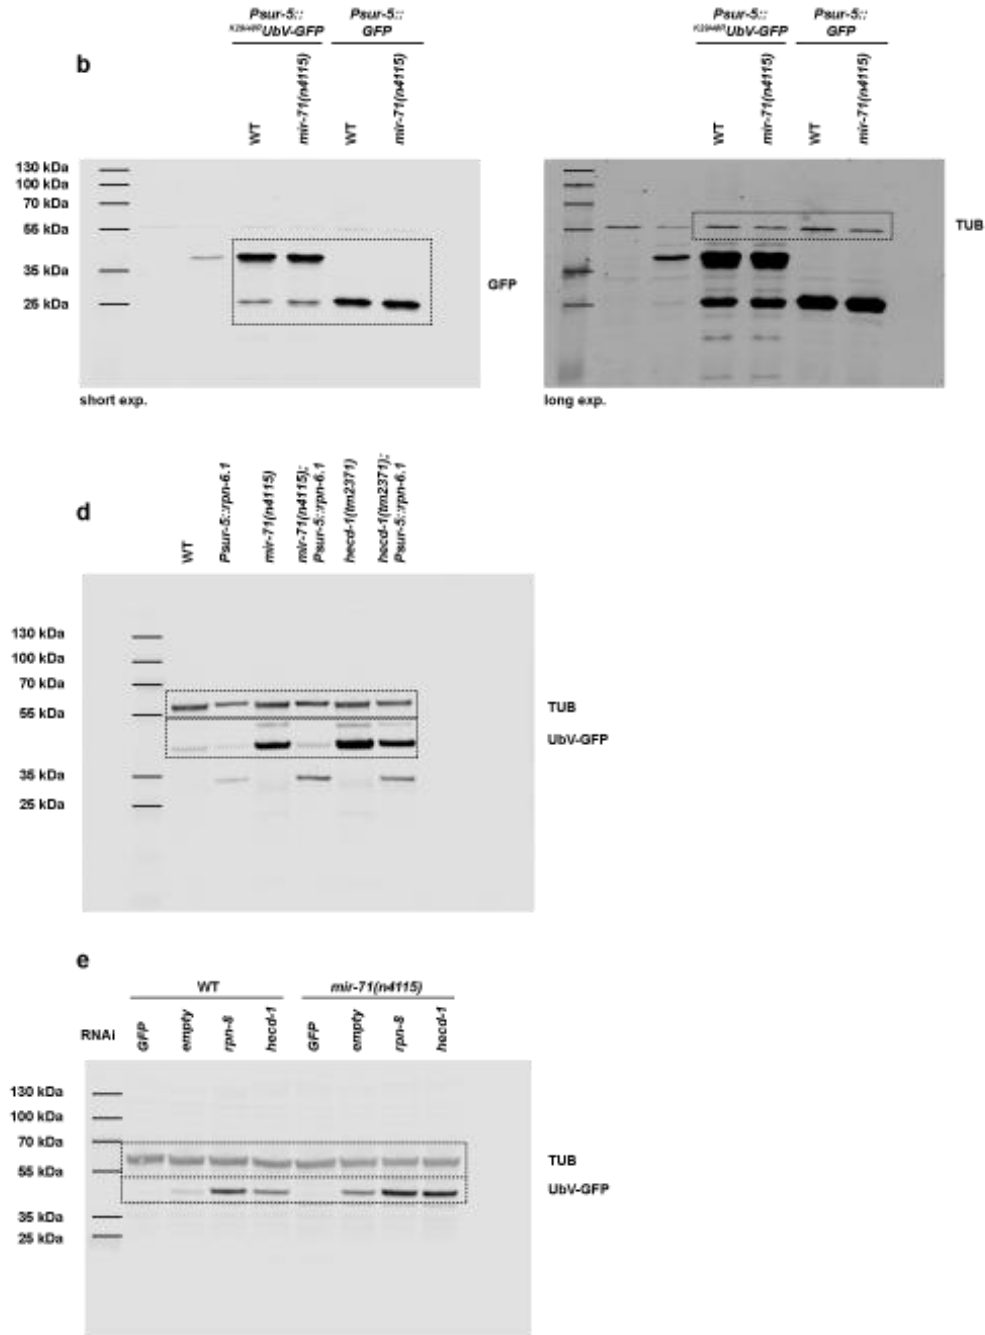 Psur-5::
K29/48RUbV-GFP
Psur-5::
GFP
Psur-5::
K29/48RUbV-GFP
Psur-5::
GFP
b
WT
mir-71(n4115)
WT
mir-71(n4115)
WT
mir-71(n4115)
WT
mir-71(n4115)
130 kDa
100 kDa
70 kDa
55 kDa
35 kDa
25 kDa
GFP
TUB
short exp.
long exp.
d
WT
Psur-5::rpn-6.1
mir-71(n4115)
mir-71(n4115);
Psur-5::rpn-6.1
hecd-1(tm2371)
hecd-1(tm2371);
Psur-5::rpn-6.1
130 kDa
100 kDa
70 kDa
55 kDa
35 kDa
25 kDa
TUB
UbV-GFP
e
WT
mir-71(n4115)
RNAi
GFP
empty
rpn-8
hecd-1
GFP
empty
rpn-8
hecd-1
130 kDa
100 kDa
70 kDa
55 kDa
35 kDa
25 kDa
TUB
UbV-GFP